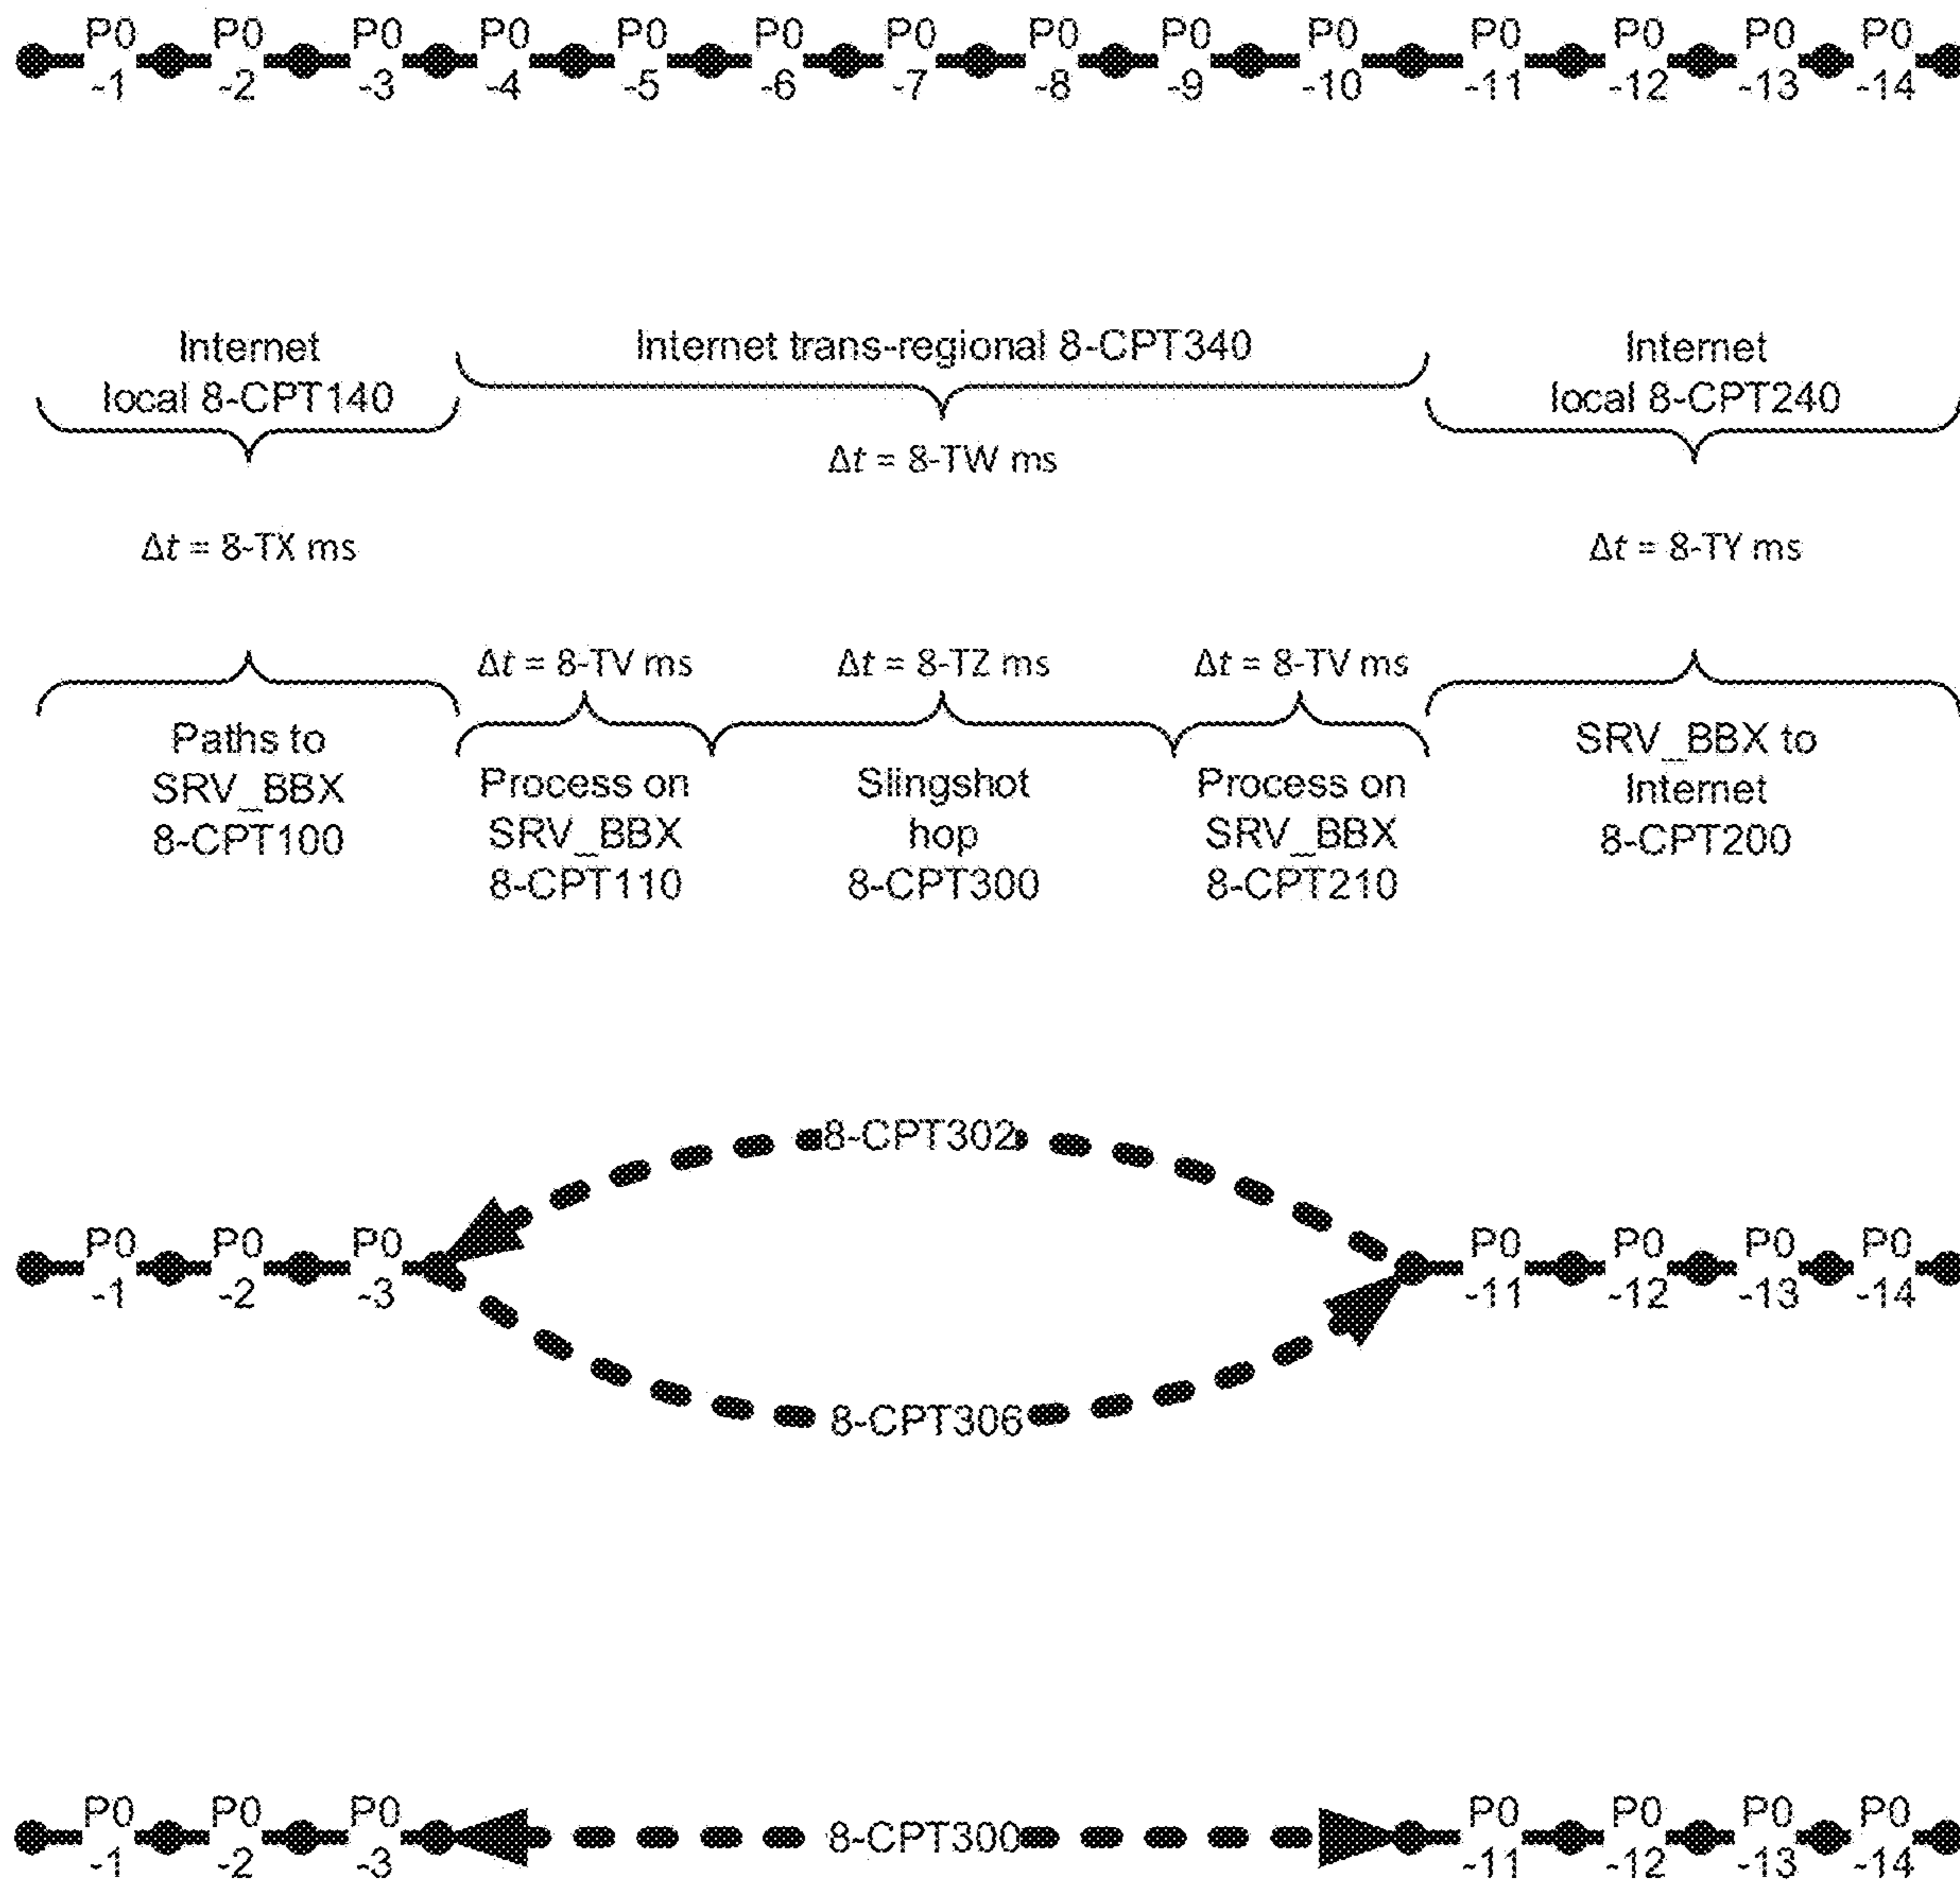 P0 P0 P0 P0 P0 P0 P0 P0 P0 P0 P0 P0 P0 P0
-1 -2 -3 -4 -5 -6 -7 -8 -9 -10 -11 -12 -13 -14
Internet
local 8-CPT140
Internet trans-regional 8-CPT340
Internet
local 8-CPT240
Δt = 8-TW ms
Δt = 8-TX ms
Δt = 8-TY ms
Δt = 8-TV ms
Δt = 8-TZ ms
Δt = 8-TV ms
Paths to
SRV_BBX
8-CPT100
Process on
SRV_BBX
8-CPT110
Slingshot
hop
8-CPT300
Process on
SRV_BBX
8-CPT210
SRV_BBX to
Internet
8-CPT200
8-CPT302
P0 P0 P0 P0 P0 P0 P0
-1 -2 -3 -11 -12 -13 -14
8-CPT306
P0 P0 P0 P0 P0 P0 P0
8-CPT300
-1 -2 -3 -11 -12 -13 -14